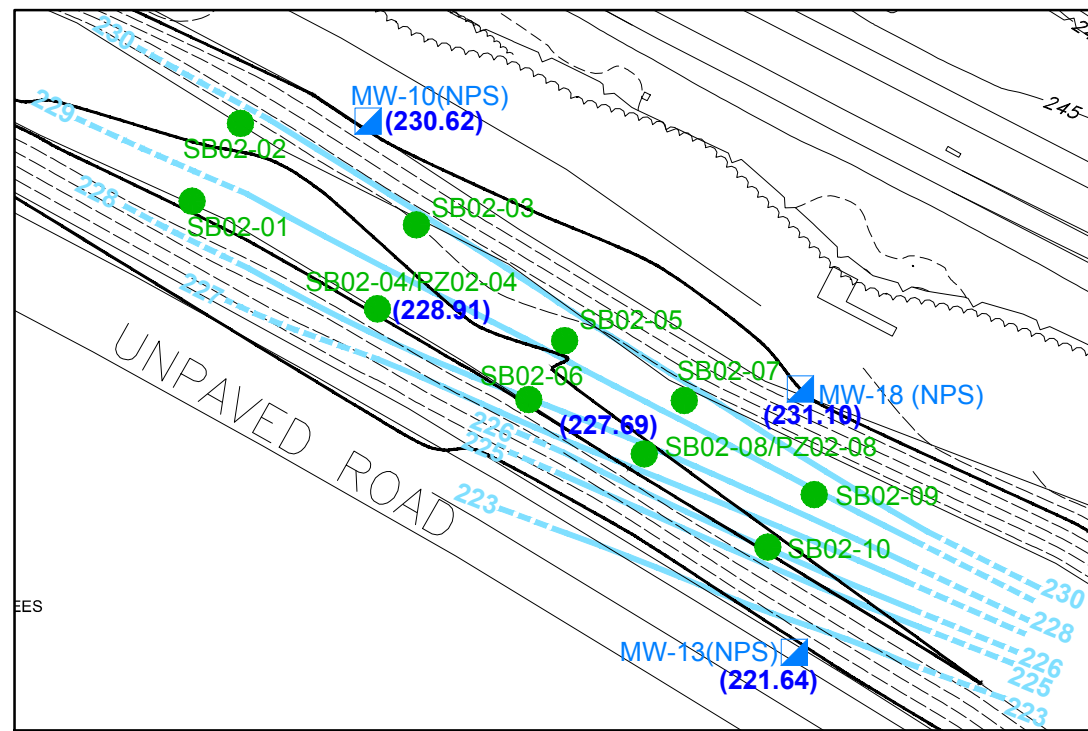 230
229
MW-10(NPS)
(230.62)
245
SB02-02
SB02-01
228
SB02-03
227
SB02-04/PZ02-04
(228.91)
SB02-05
UNPAVED ROAD
SB02-06
SB02-07
MW-18 (NPS)
(231.10)
(227.69)
226
225
SB02-08/PZ02-08
223
SB02-09
SB02-10
230
228
226
225
223
EES
MW-13(NPS)
(221.64)